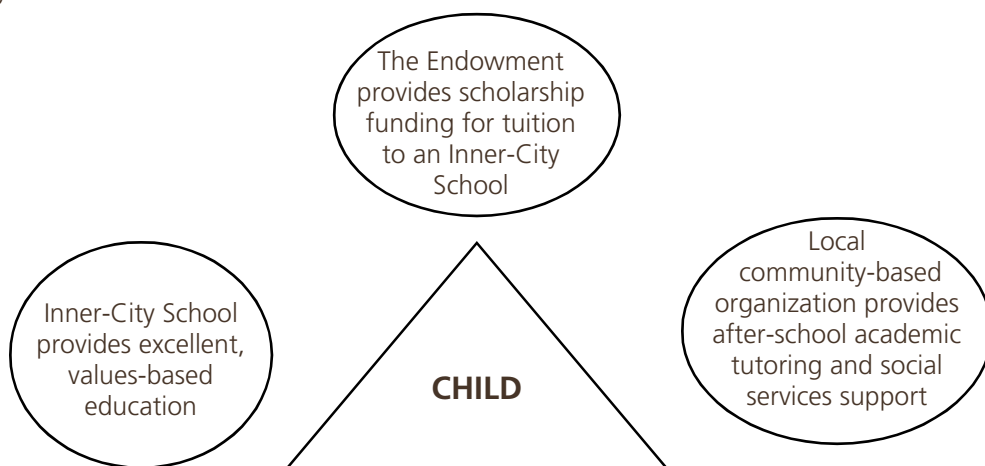 The Endowment
provides scholarship
funding for tuition
to an Inner-City
School
Inner-City School
provides excellent,
values-based
education
CHILD
Local
community-based
organization provides
after-school academic
tutoring and social
services support